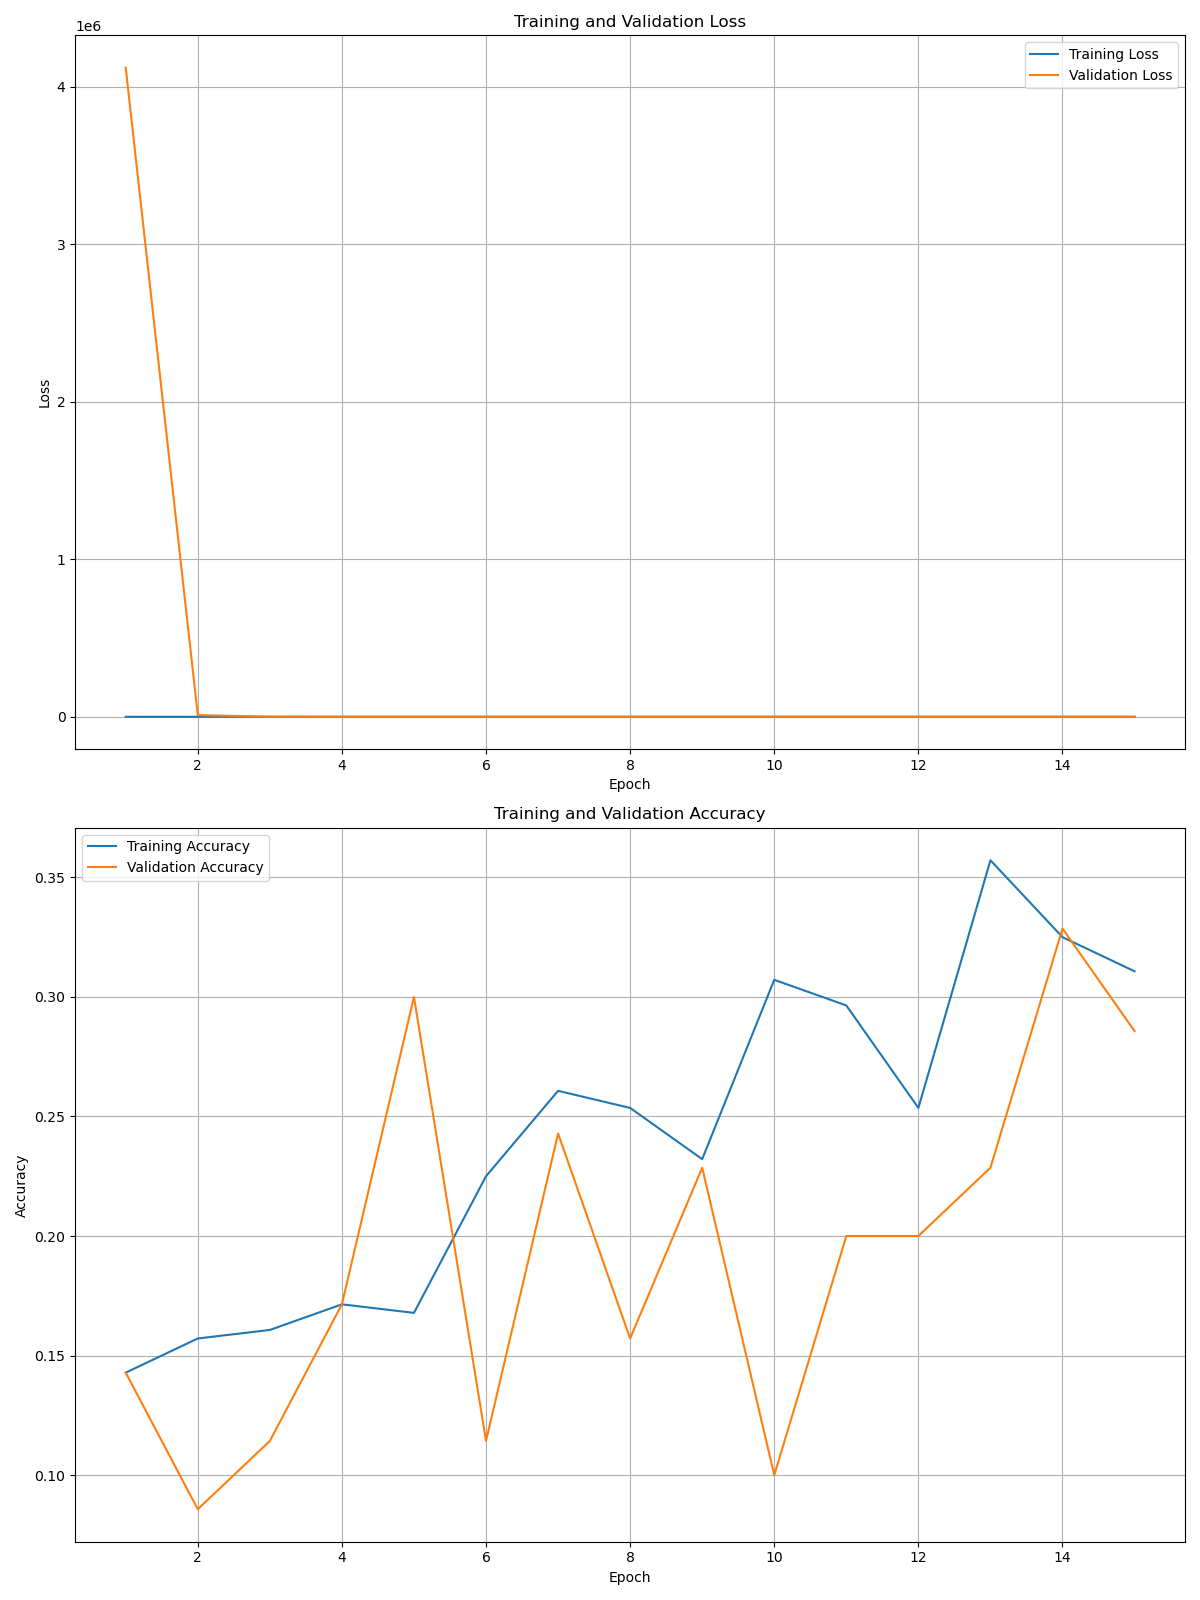 Training and Validation Loss
1e6
Training Loss
Validation Loss
4
3
2
1
0
Loss
2 4 6 8 10 12 14
Epoch
Training and Validation Accuracy
Training Accuracy
Validation Accuracy
0.35
0.30
0.25
0.20
0.15
0.10
Accuracy
2 4 6 8 10 12 14
Epoch